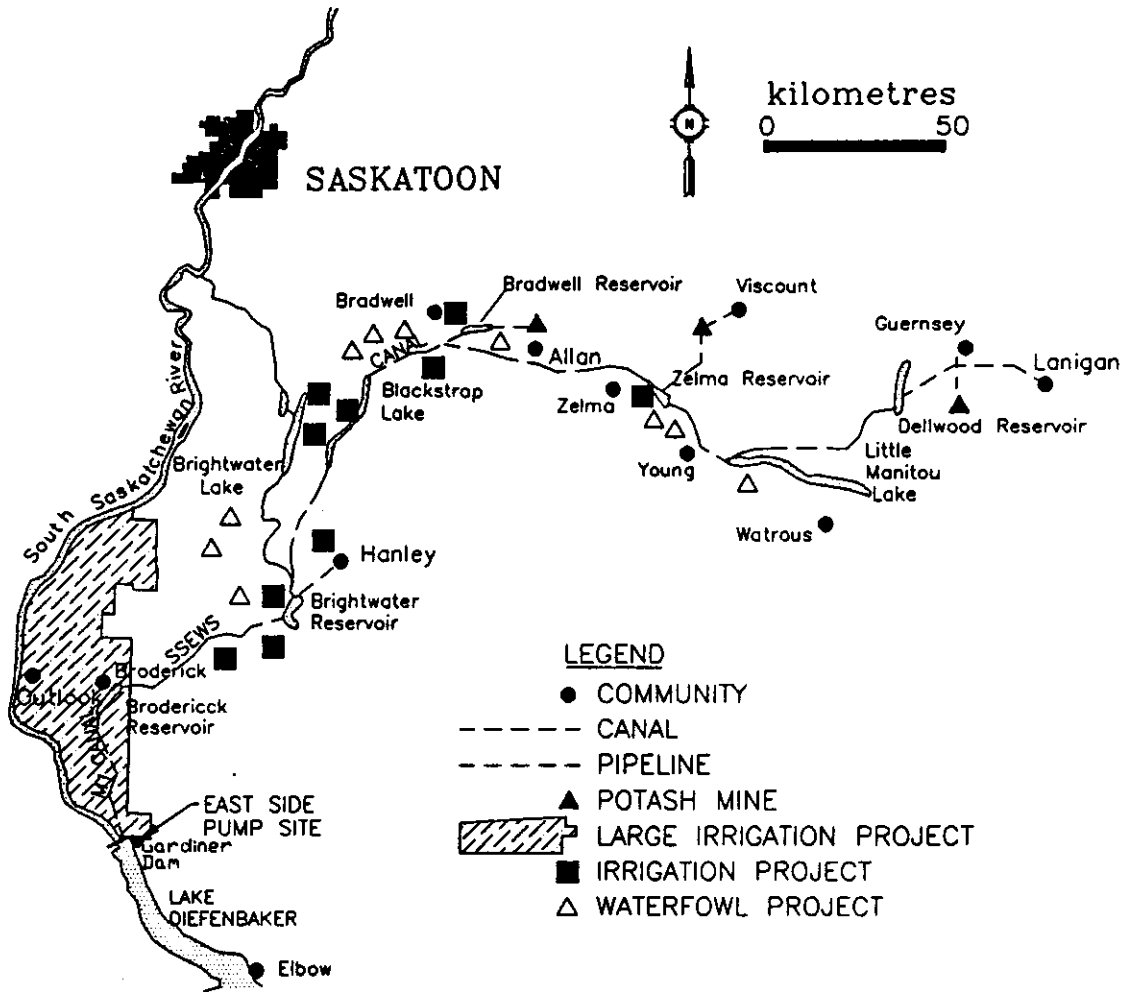 kilometres
0 50
N
SASKATOON
Bradwell Reservoir
Bradwell
Viscount
Guernsey
CANAL
Allan
Lanigan
Blackstrap
Lake
Zelma Reservoir
Zelma
Dellwood Reservoir
South Saskatchewan River
Brightwater
Lake
Young
Little
Manitou
Lake
Watrous
Hanley
Brightwater
Reservoir
SSEWS
Broderick
Outlook
Brodericck
Reservoir
CANAL
EAST SIDE
PUMP SITE
Gardiner
Dam
LAKE
DIEFENBAKER
Elbow
LEGEND
COMMUNITY
CANAL
PIPELINE
POTASH MINE
LARGE IRRIGATION PROJECT
IRRIGATION PROJECT
WATERFOWL PROJECT